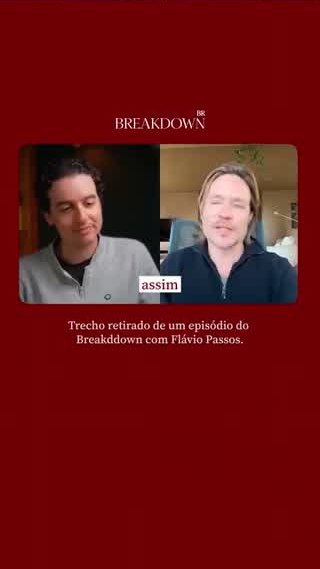 BR
BREAKDOWN
assim
Trecho retirado de um episódio do
Breakddown com Flávio Passos.